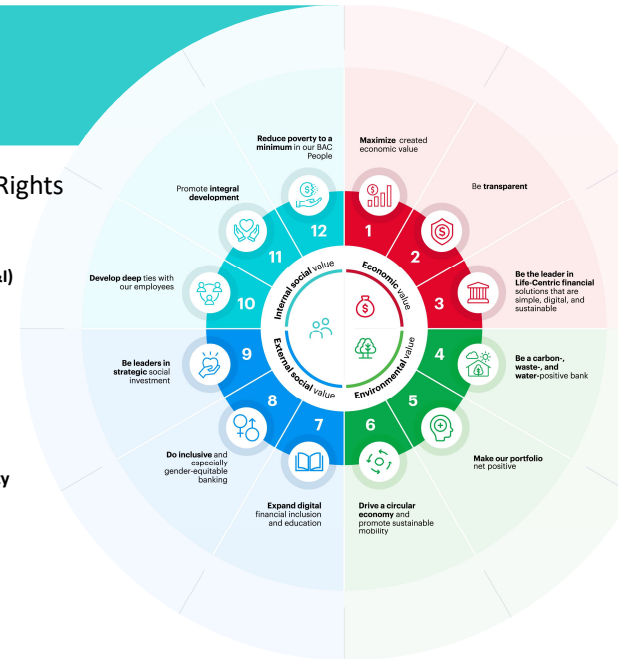 Rights
I)
ty
Reduce poverty to a
minimum in our BAC
People
Maximize created
economic value
Promote integral
development
Be transparent
Develop deep ties with
our employees
Be the leader in
Life-Centric financial
solutions that are
simple, digital, and
sustainable
Be leaders in
strategic social
investment
Be a carbon-,
waste-, and
water-positive bank
Do inclusive and
especially
gender-equitable
banking
Make our portfolio
net positive
Expand digital
financial inclusion
and education
Drive a circular
economy and
promote sustainable
mobility
12
1
11
2
10
3
9
4
8
5
7
6
Internal social value
Economic value
External social value
Environmental value